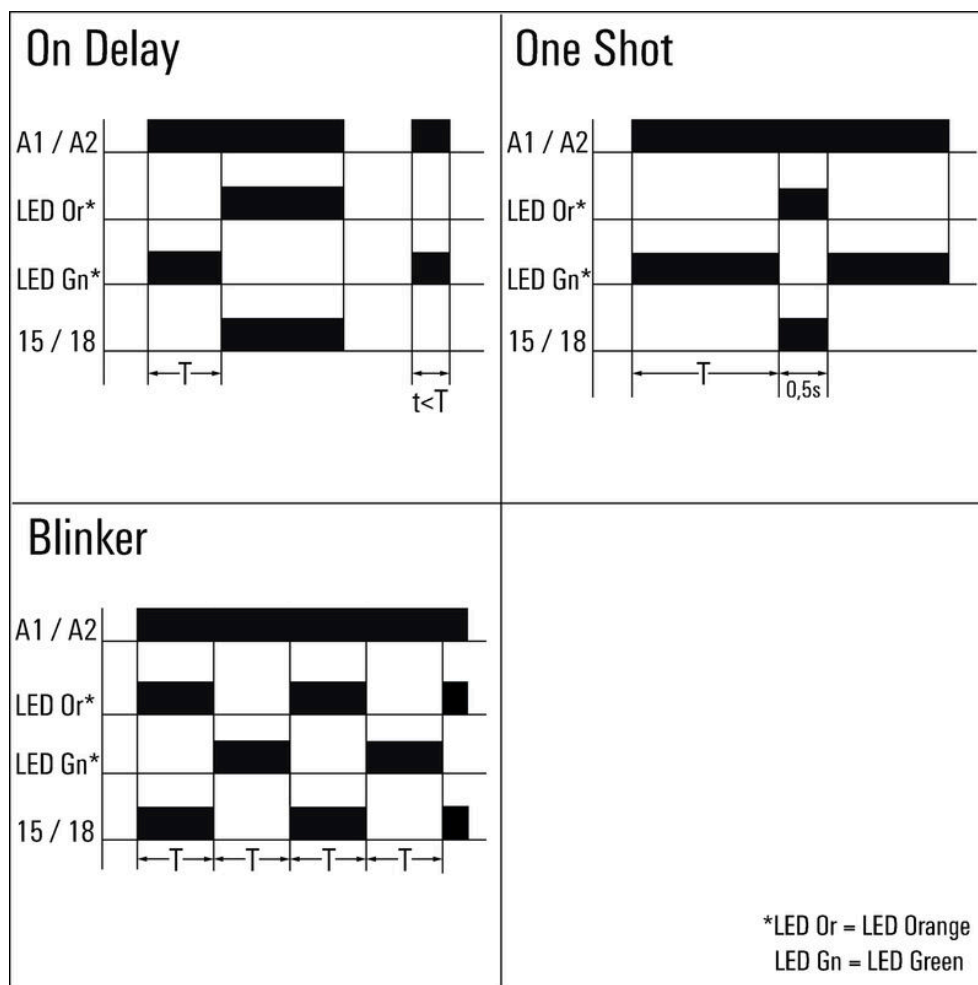 On Delay
A1 / A2
LED Or*
LED Gn*
15 / 18
T
t<T
One Shot
A1 / A2
LED Or*
LED Gn*
15 / 18
T
0,5s
Blinker
A1 / A2
LED Or*
LED Gn*
15 / 18
T T T T
*LED Or = LED Orange
LED Gn = LED Green